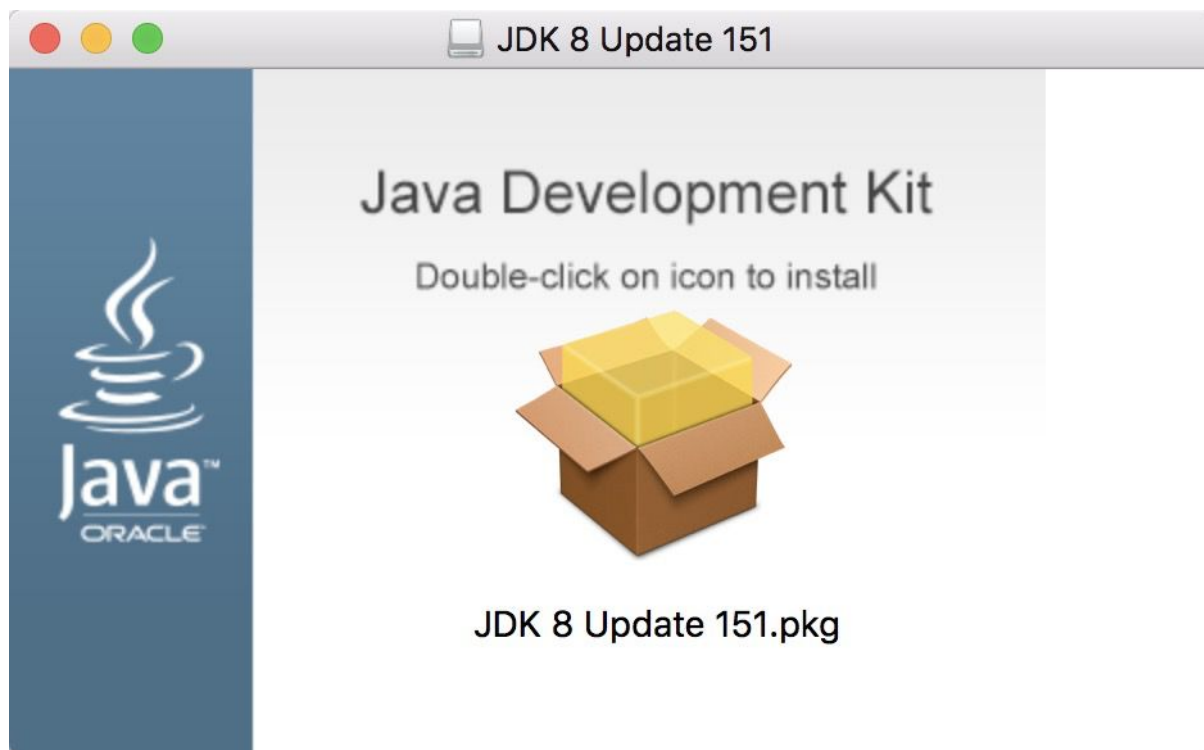 JDK 8 Update 151
Java Development Kit
Double-click on icon to install
Java™
ORACLE
JDK 8 Update 151.pkg